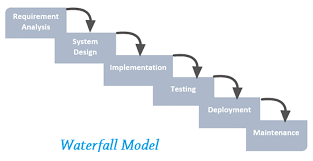 Requirement
Analysis
System
Design
Implementation
Testing
Deployment
Maintenance
Waterfall Model